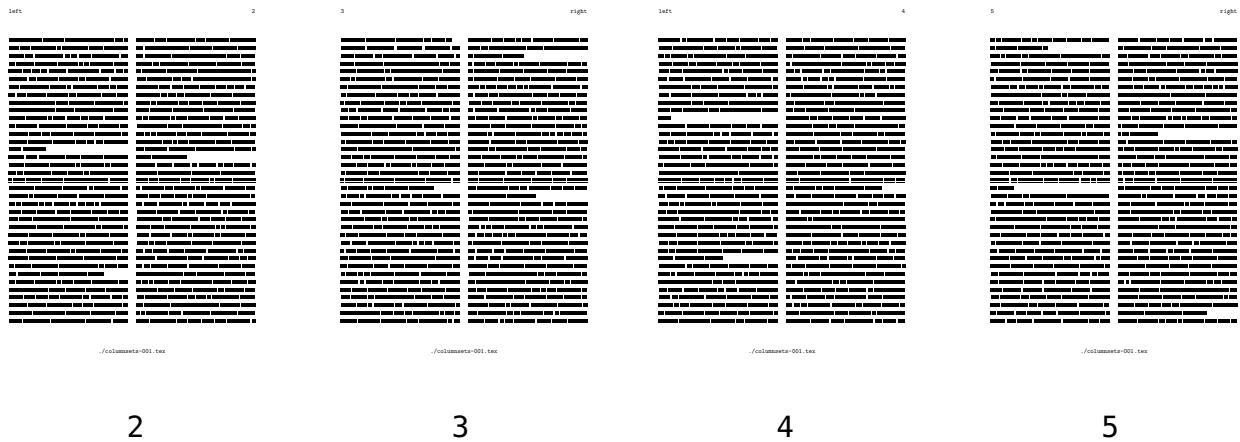 left 2 3 right left 4 5 right
./columnsets-001.tex ./columnsets-001.tex ./columnsets-001.tex ./columnsets-001.tex
2 3 4 5